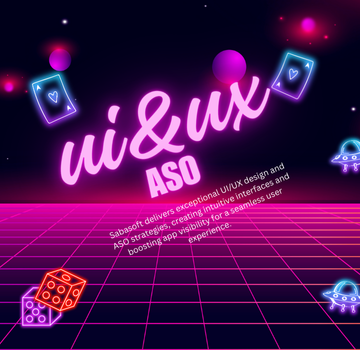 ui&ux
ASO
Sabasoft delivers exceptional UI/UX design and
ASO strategies, creating intuitive interfaces and
boosting app visibility for a seamless user
experience.
A
A
A
A